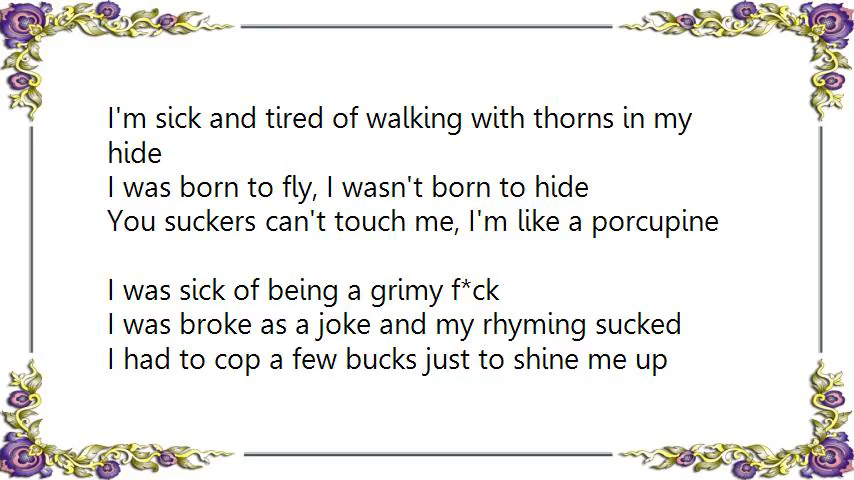 I'm sick and tired of walking with thorns in my
hide
I was born to fly, I wasn't born to hide
You suckers can't touch me, I'm like a porcupine
I was sick of being a grimy f*ck
I was broke as a joke and my rhyming sucked
I had to cop a few bucks just to shine me up